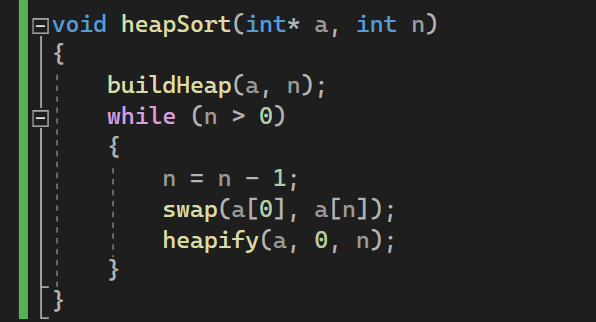 void heapSort(int* a, int n)
{
    buildHeap(a, n);
    while (n > 0)
    {
        n = n - 1;
        swap(a[0], a[n]);
        heapify(a, 0, n);
    }
}